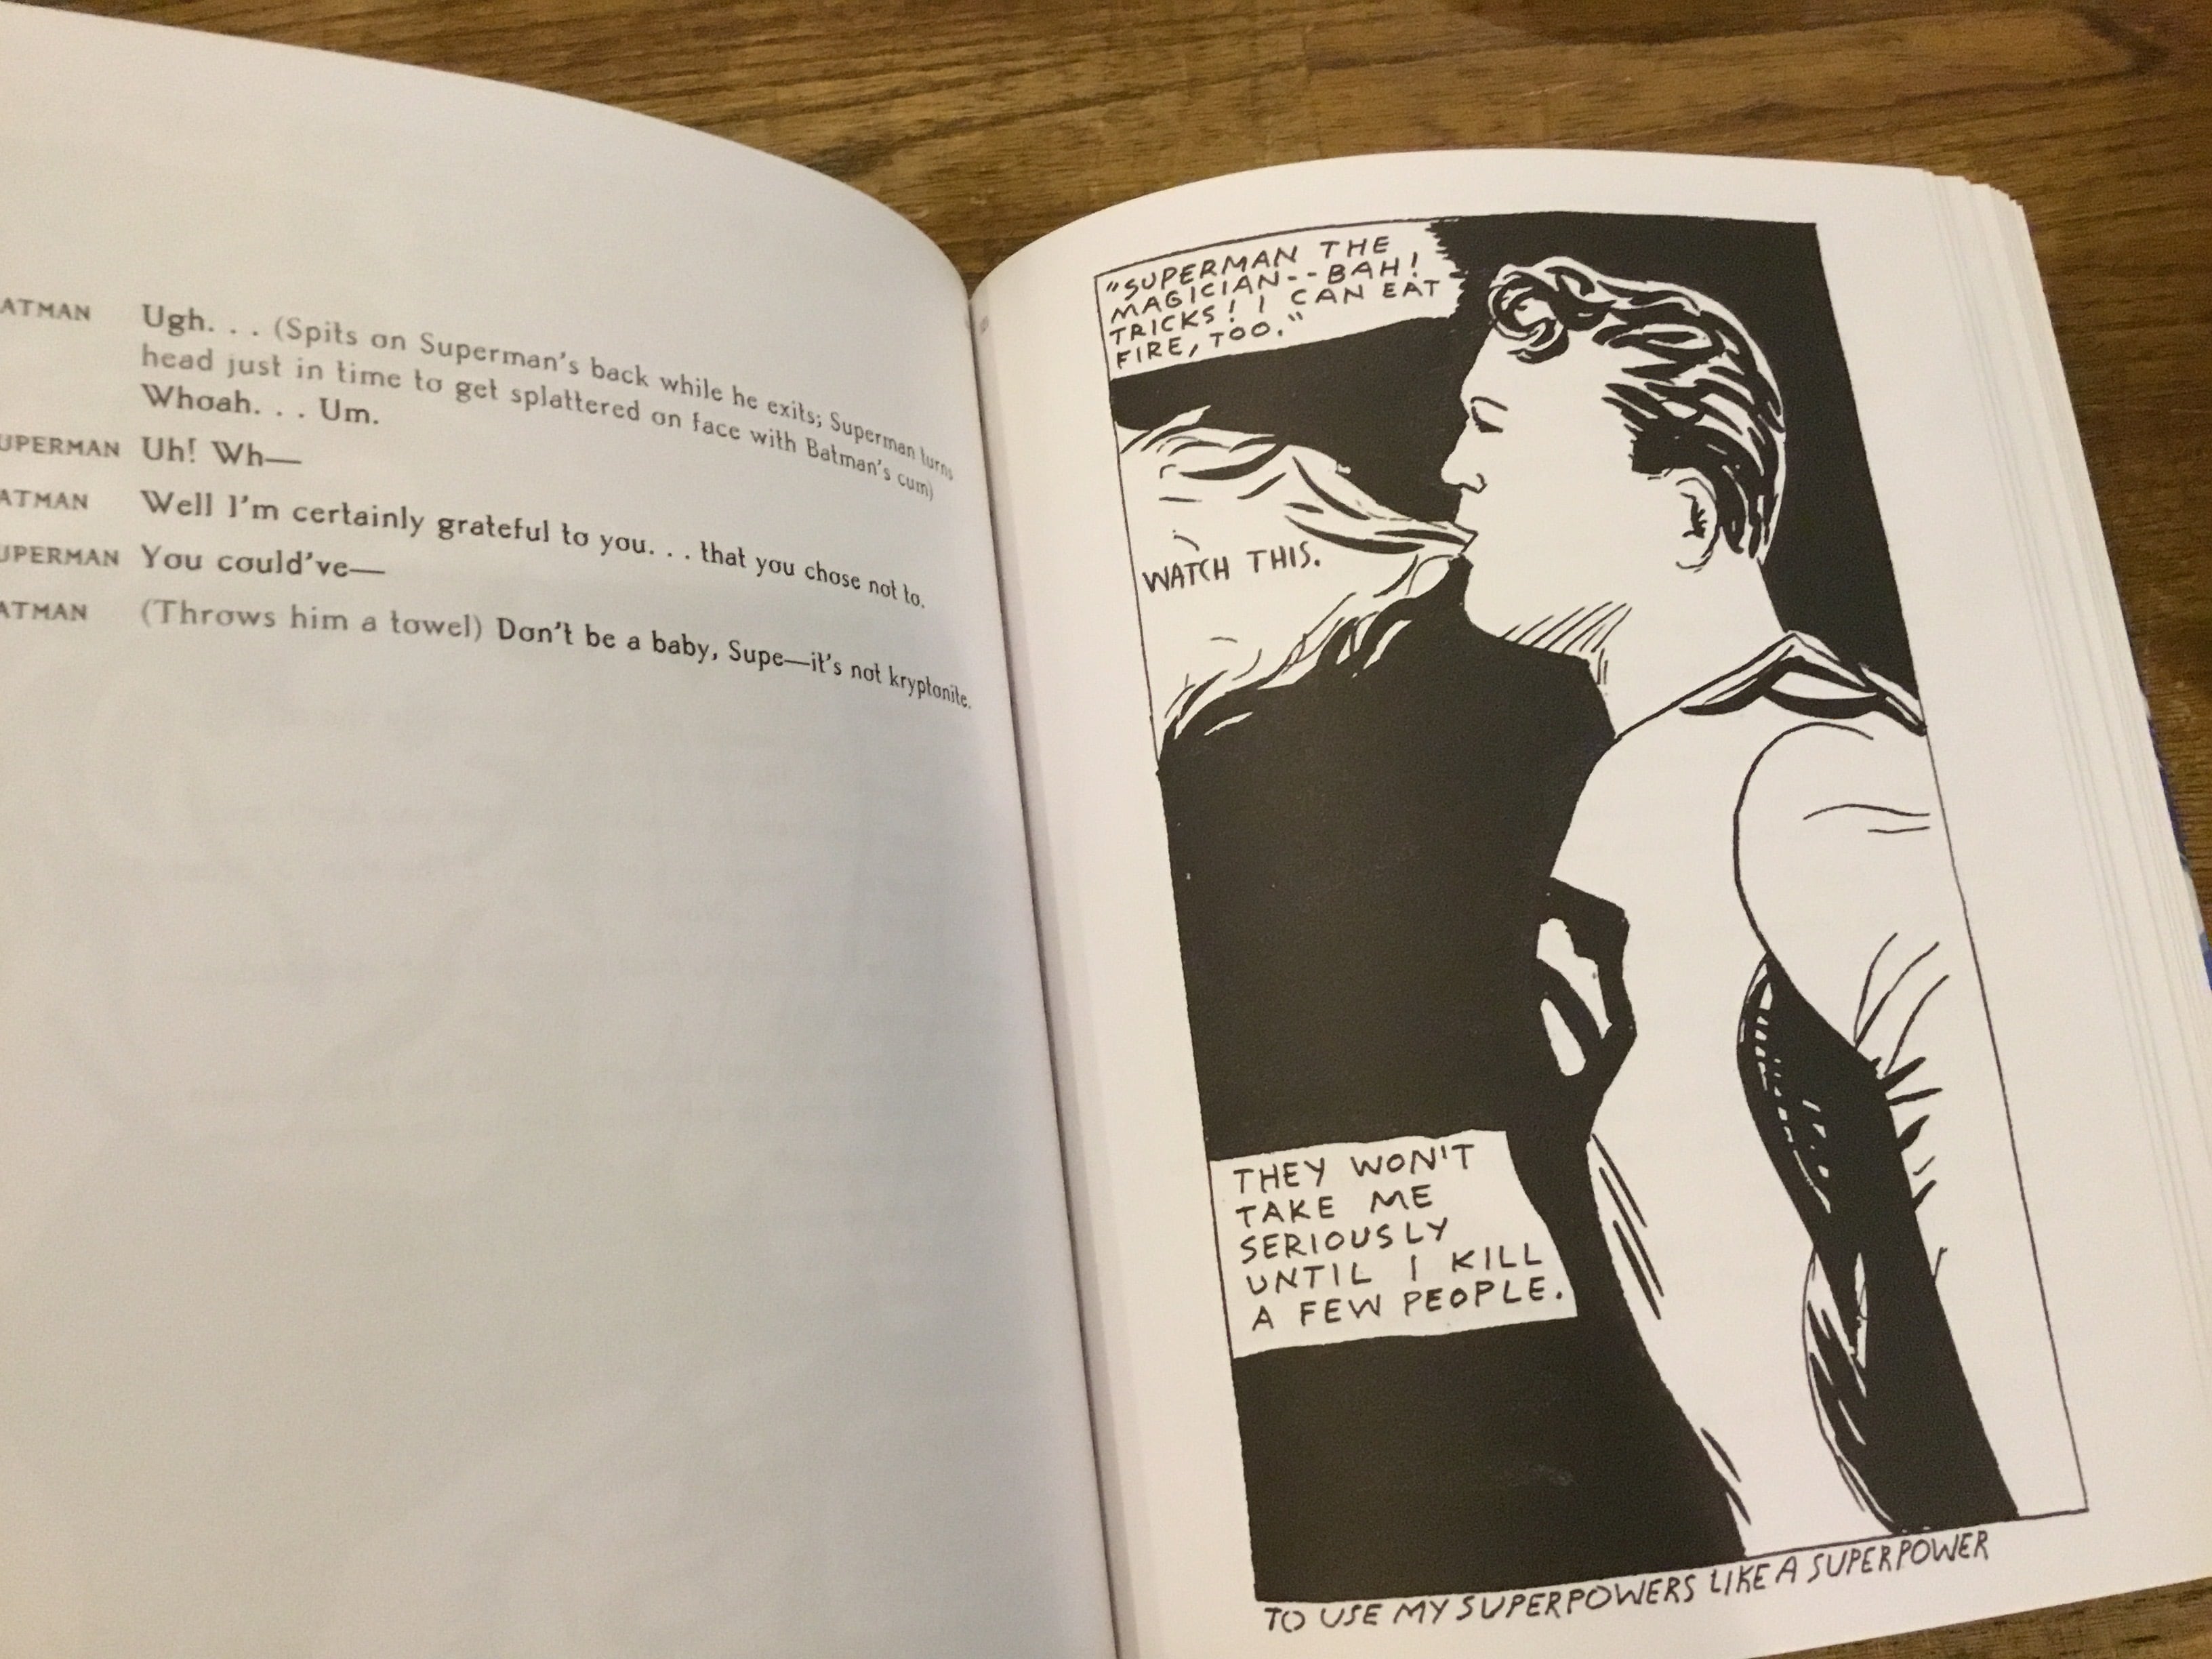 ATMAN Ugh. . . (Spits on Superman's back while he exits; Superman turns
head just in time to get splattered on face with Batman's cum)
Whoah. . . Um.
UPERMAN Uh! Wh—
ATMAN Well I'm certainly grateful to you. . . that you chose not to.
UPERMAN You could've—
ATMAN (Throws him a towel) Don't be a baby, Supe—it's not kryptonite.
"SUPERMAN THE
MAGICIAN--BAH!
TRICKS! I CAN EAT
FIRE, TOO."
WATCH THIS.
THEY WON'T
TAKE ME
SERIOUSLY
UNTIL I KILL
A FEW PEOPLE.
TO USE MY SUPERPOWERS LIKE A SUPERPOWER